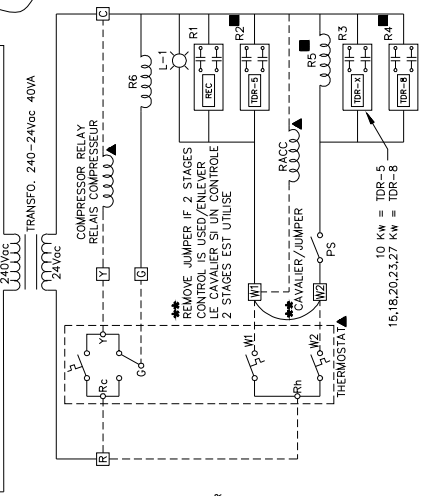 240Vac
TRANSFO. 240-24Vac 40VA
24Vac
C
COMPRESSOR RELAY
RELAIS COMPRESSEUR
Y
Y
Rc
R
R6
G
G
L-1
R1
REC
R2
TDR-5
R3
TDR-X
R4
TDR-8
R5
RACC
** REMOVE JUMPER IF 2 STAGES
CONTROL IS USED/ENLEVER
LE CAVALIER SI UN CONTROLE
2 STAGES EST UTILISE
W1
** CAVALIER/JUMPER
W2
PS
W1
W2
Rh
THERMOSTAT
10 Kw = TDR-5
15,18,20,23,27 Kw = TDR-8